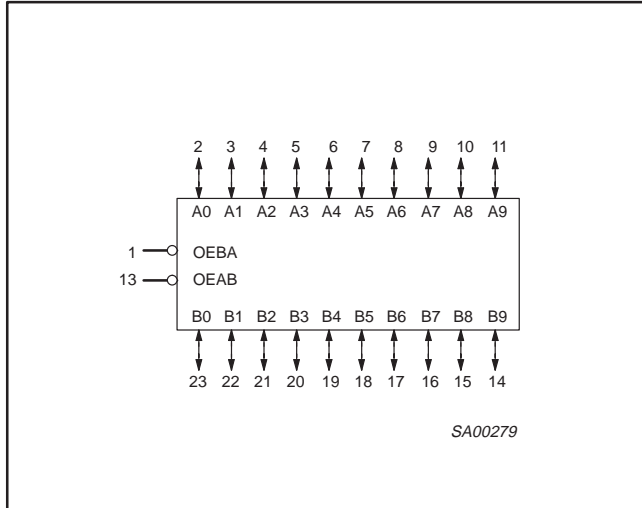 2 3 4 5 6 7 8 9 10 11
A0 A1 A2 A3 A4 A5 A6 A7 A8 A9
1 OEBA
13 OEAB
B0 B1 B2 B3 B4 B5 B6 B7 B8 B9
23 22 21 20 19 18 17 16 15 14
SA00279